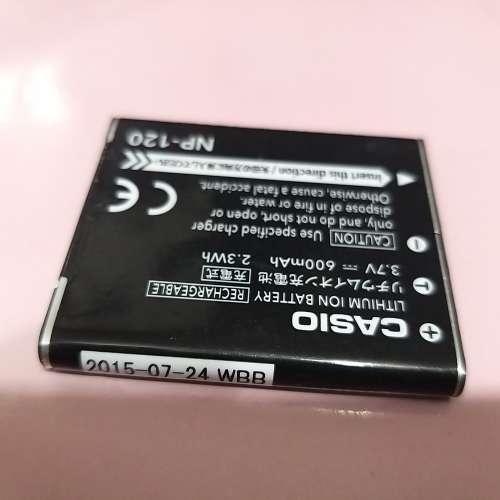 CASIO
LITHIUM ION BATTERY RECHARGEABLE
リチウムイオン充電池 充電式
3.7V 600mAh 2.3Wh
CAUTION
Use specified charger
only, and do not short, open or
dispose of in fire or water.
Otherwise, cause a fatal accident.
Insert this direction
NP-120
CE
2015-07-24 WBB